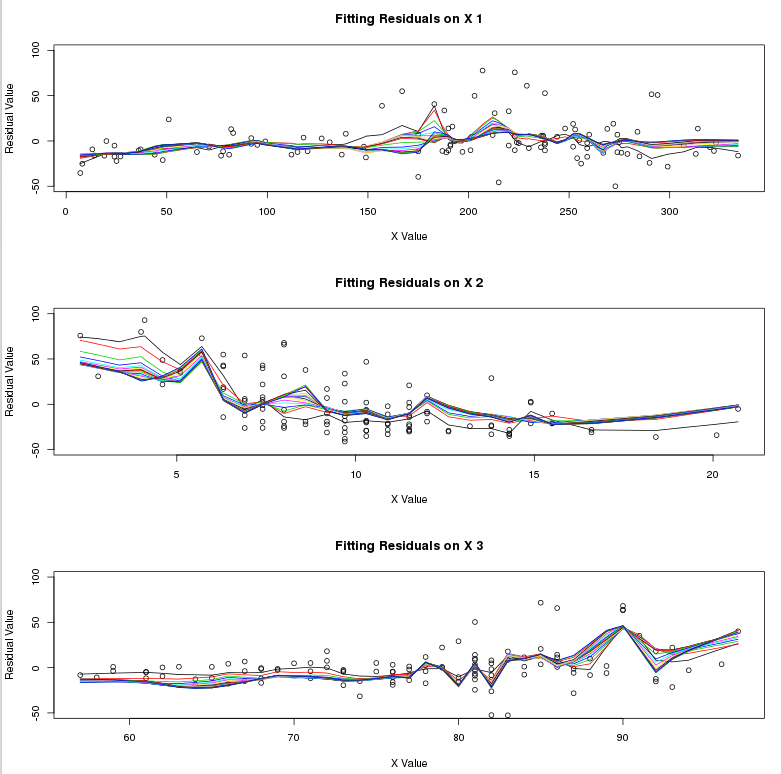 Fitting Residuals on X 1
Residual Value
-50 0 50 100
0 50 100 150 200 250 300
X Value
Fitting Residuals on X 2
Residual Value
-50 0 50 100
5 10 15 20
X Value
Fitting Residuals on X 3
Residual Value
-50 0 50 100
60 70 80 90
X Value